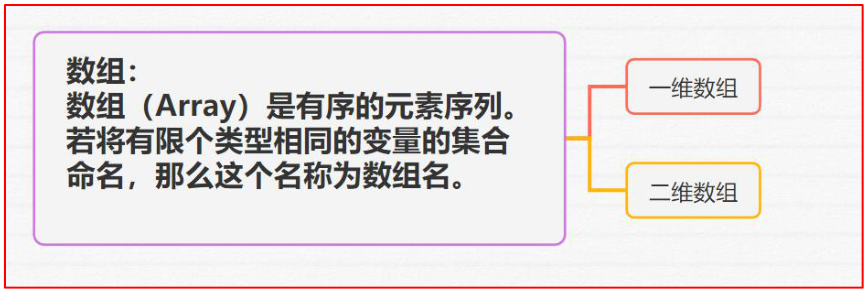 数组：
数组（Array）是有序的元素序列。
若将有限个类型相同的变量的集合
命名，那么这个名称为数组名。
一维数组
二维数组